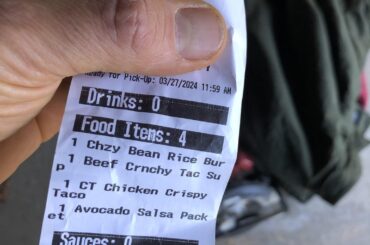 Ready for Pick-Up: 03/27/2024 11:59 AM
Drinks: 0
Food Items: 4
1 Chzy Bean Rice Bur
1 Beef Crnchy Tac Su
p
1 CT Chicken Crispy
Taco
1 Avocado Salsa Pack
et
Sauces: 0